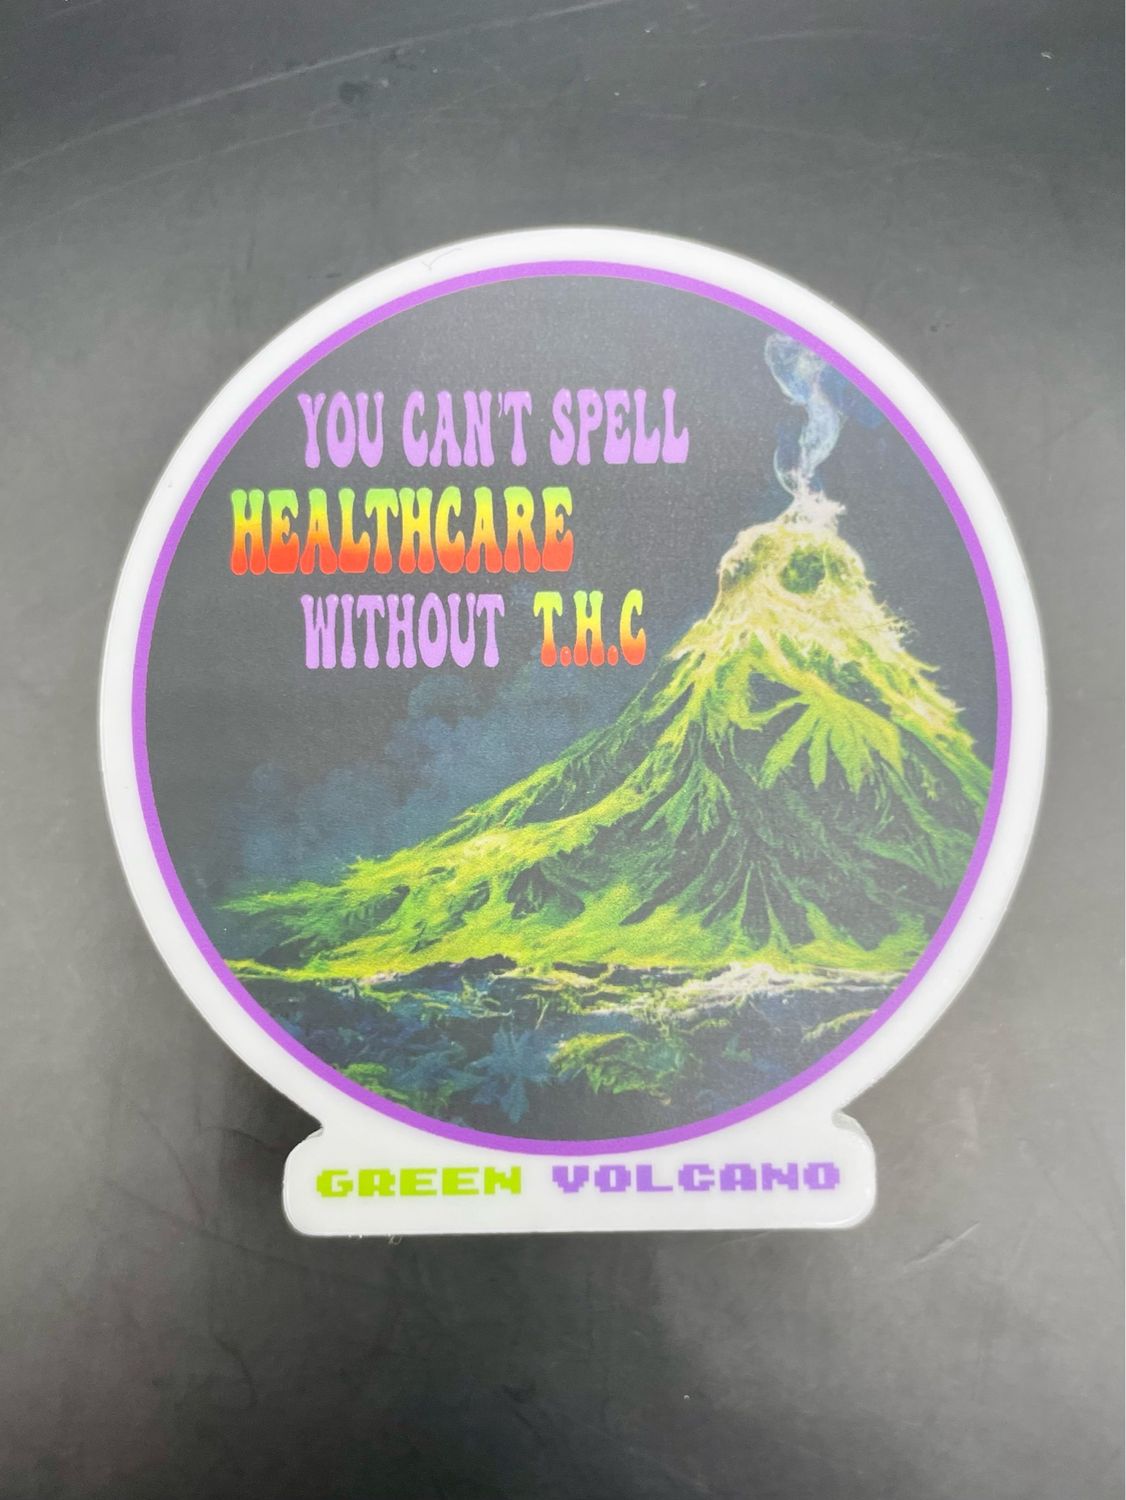 YOU CAN'T SPELL
HEALTHCARE
WITHOUT T.H.C
GREEN VOLCANO